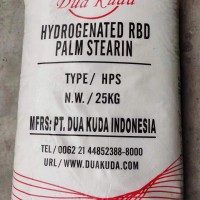 Dua Kuda
HYDROGENATED RBD
PALM STEARIN
TYPE/ HPS
N.W./ 25KG
MFRS: PT. DUA KUDA INDONESIA
TEL / 0062 21 44852388-8000
URL / WWW.DUAKUDA.COM